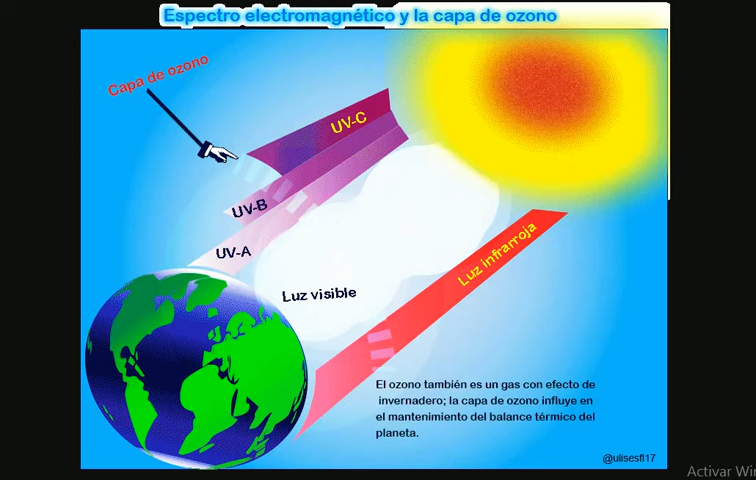 Espectro electromagnético y la capa de ozono
Capa de ozono
UV-C
UV-B
UV-A
Luz infrarroja
Luz visible
El ozono también es un gas con efecto de
invernadero; la capa de ozono influye en
el mantenimiento del balance térmico del
planeta.
@ulisesfl17
Activar Win